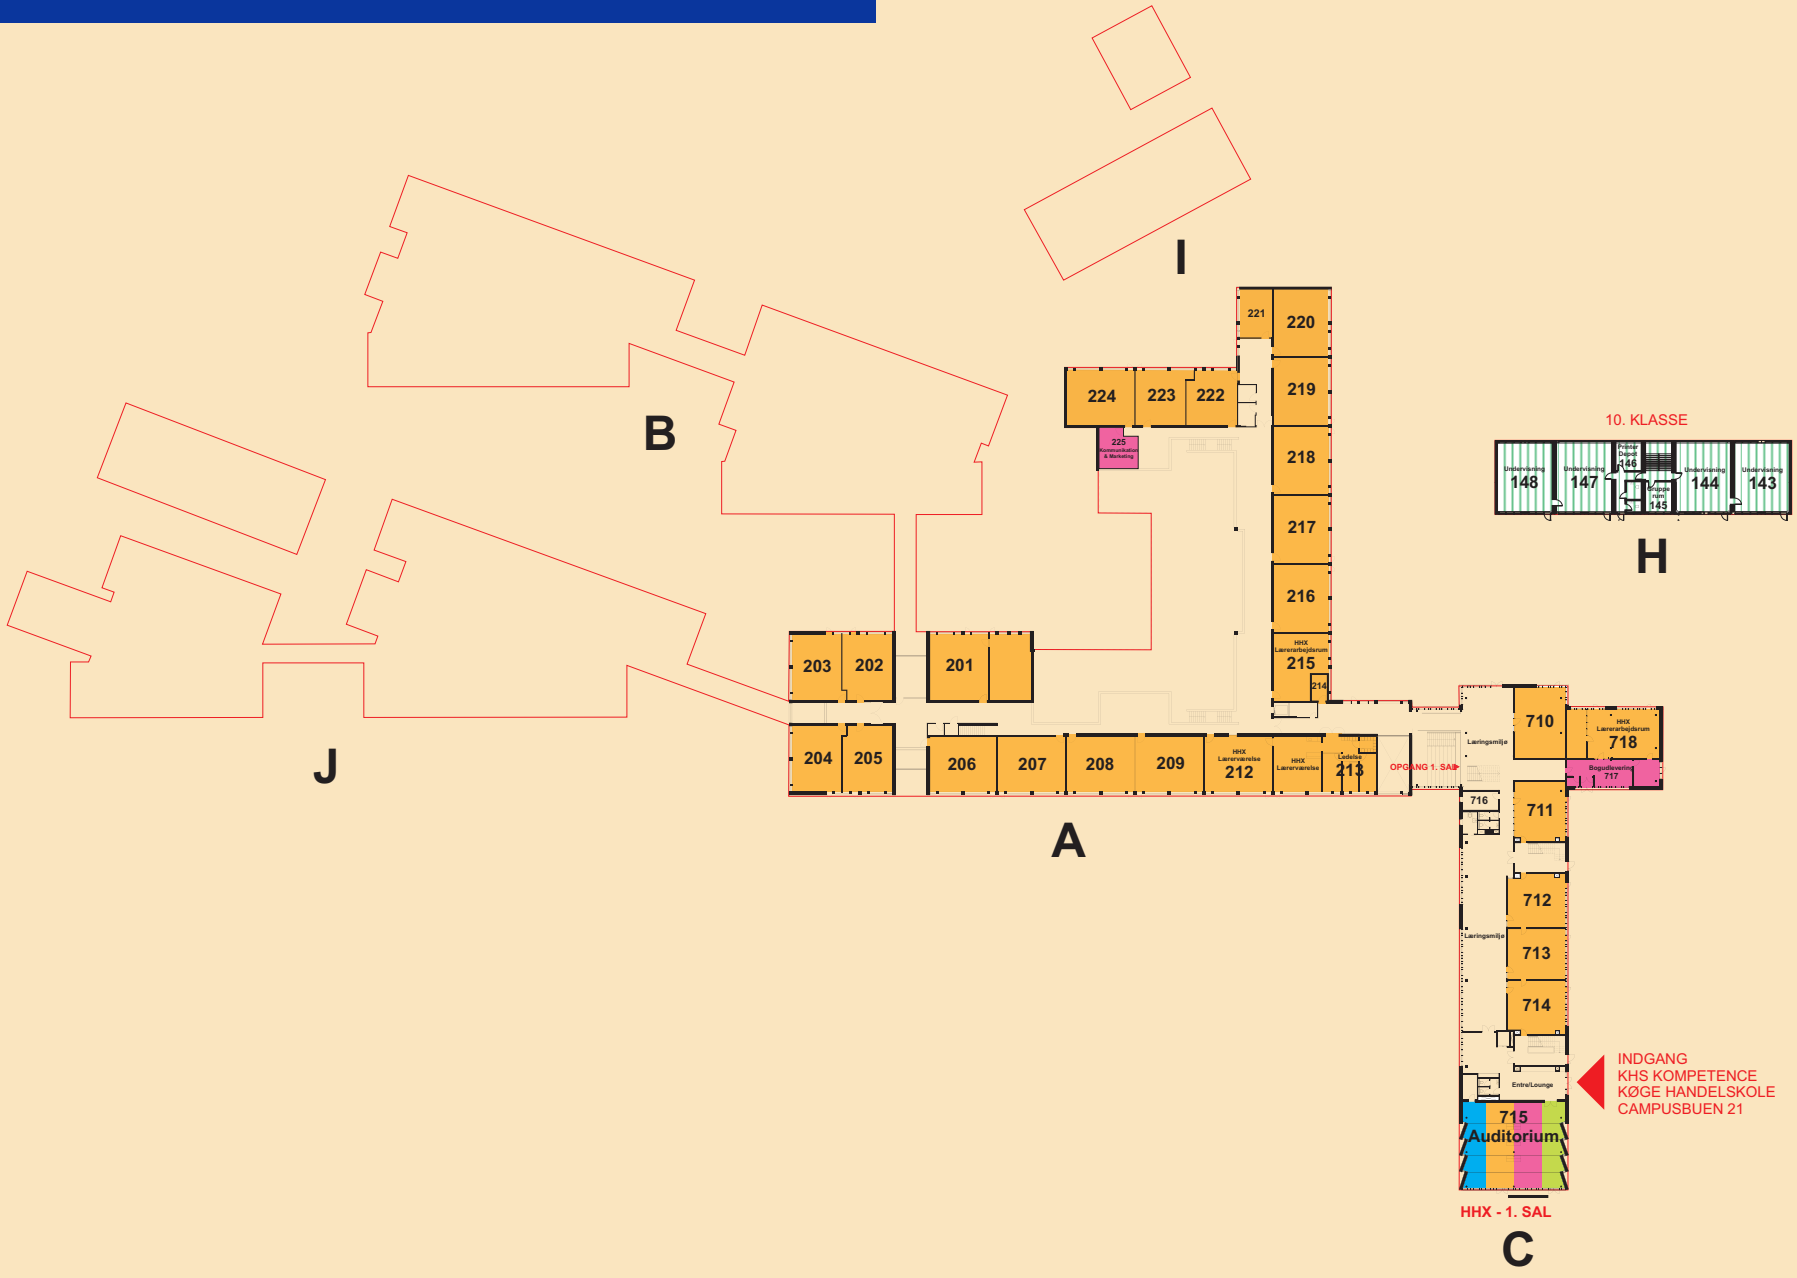 I
221
220
224
223
222
219
225
Kommunikation
& Marketing
218
217
216
HHX
Lærerarbejdsrum
215
214
B
10. KLASSE
Undervisning
148
Undervisning
147
Printer
Depot
146
Gruppe
rum
145
Undervisning
144
Undervisning
143
H
203
202
201
204
205
206
207
208
209
HHX
Lærerværelse
212
HHX
Lærerværelse
Ledelse
213
OPGANG 1. SAL
J
A
Læringsmiljø
710
HHX
Lærerarbejdsrum
718
Bogudlevering
717
716
711
712
Læringsmiljø
713
714
Entre/Lounge
INDGANG
KHS KOMPETENCE
KØGE HANDELSKOLE
CAMPUSBUEN 21
715
Auditorium
HHX - 1. SAL
C